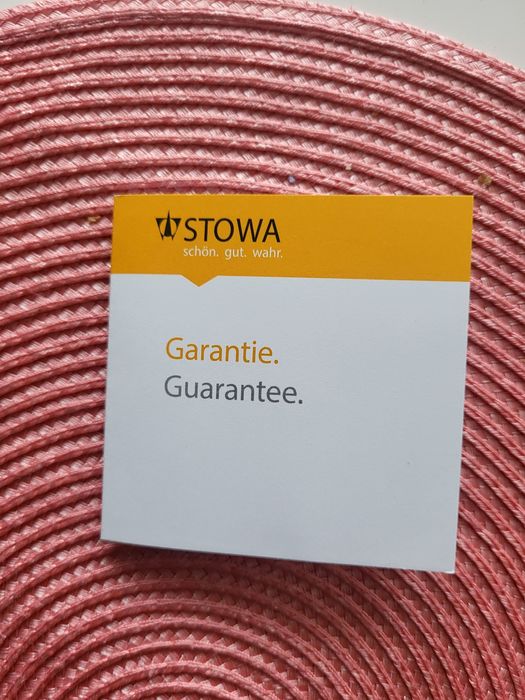 STOWA
schön. gut. wahr.
Garantie.
Guarantee.